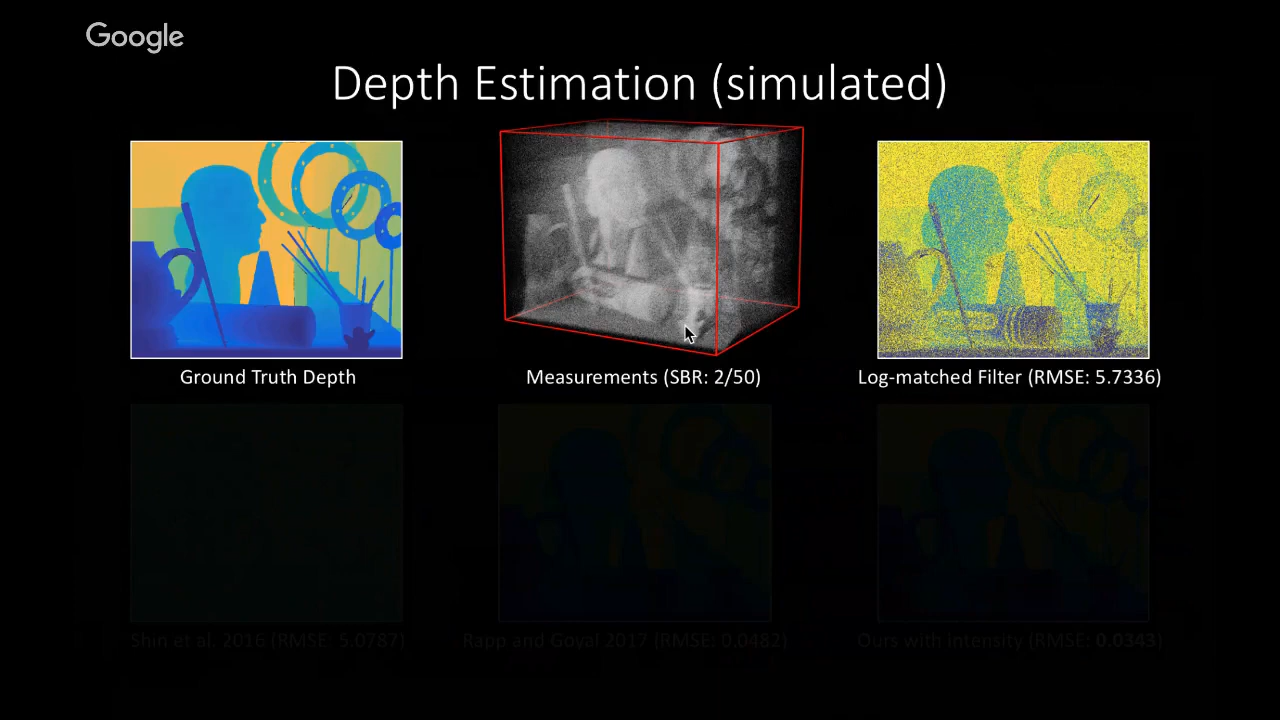 Google
Depth Estimation (simulated)
Ground Truth Depth
Measurements (SBR: 2/50)
Log-matched Filter (RMSE: 5.7336)
Shin et al. 2016 (RMSE: 5.0787)
Rapp and Goyal 2017 (RMSE: 0.0482)
Ours with Intensity (RMSE: 0.0343)